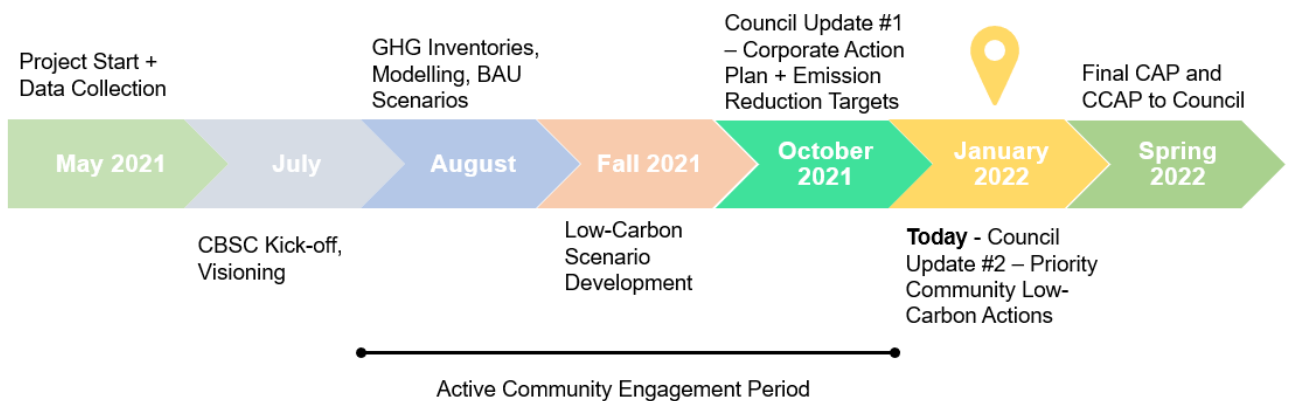 Project Start +
Data Collection
GHG Inventories,
Modelling, BAU
Scenarios
Council Update #1
– Corporate Action
Plan + Emission
Reduction Targets
Final CAP and
CCAP to Council
May 2021
July
August
Fall 2021
October
2021
January
2022
Spring
2022
CBSC Kick-off,
Visioning
Low-Carbon
Scenario
Development
Today - Council
Update #2 – Priority
Community Low-
Carbon Actions
Active Community Engagement Period